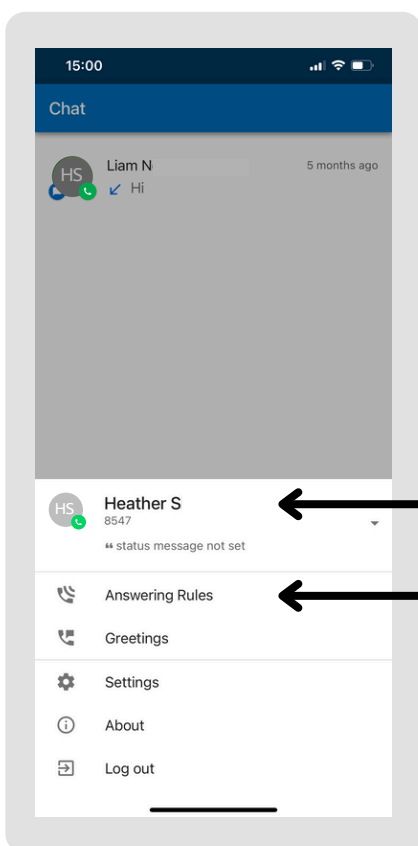 15:00
Chat
HS
Liam N
5 months ago
Hi
HS
Heather S
8547
“ status message not set
Answering Rules
Greetings
Settings
About
Log out